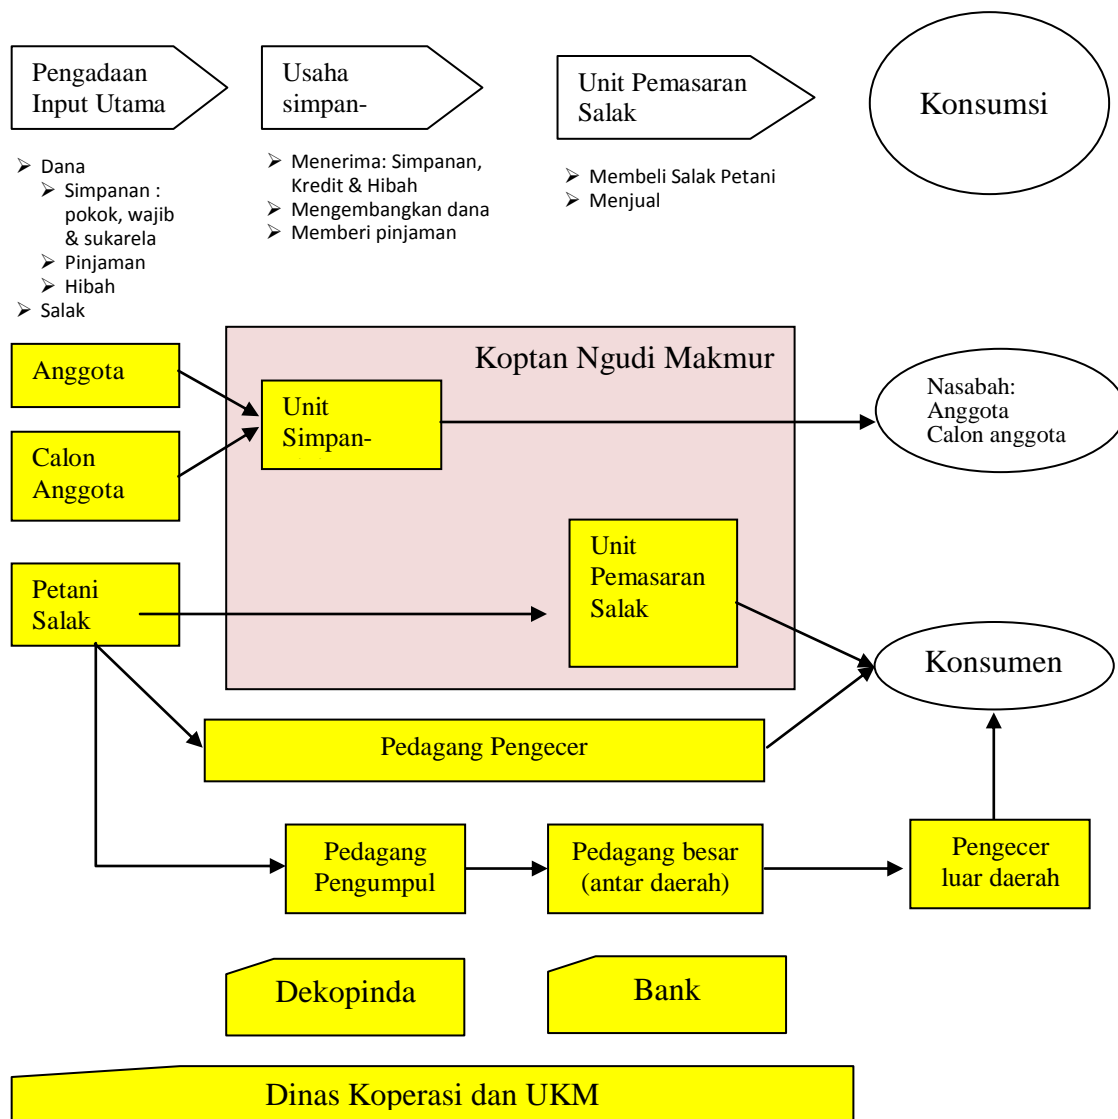 Pengadaan
Input Utama
Usaha
simpan-
Unit Pemasaran
Salak
Konsumsi
➢ Dana
➢ Simpanan :
pokok, wajib
& sukarela
➢ Pinjaman
➢ Hibah
➢ Salak
➢ Menerima: Simpanan,
Kredit & Hibah
➢ Mengembangkan dana
➢ Memberi pinjaman
➢ Membeli Salak Petani
➢ Menjual
Koptan Ngudi Makmur
Anggota
Calon
Anggota
Unit
Simpan-
Nasabah:
Anggota
Calon anggota
Petani
Salak
Unit
Pemasaran
Salak
Konsumen
Pedagang Pengecer
Pedagang
Pengumpul
Pedagang besar
(antar daerah)
Pengecer
luar daerah
Dekopinda
Bank
Dinas Koperasi dan UKM